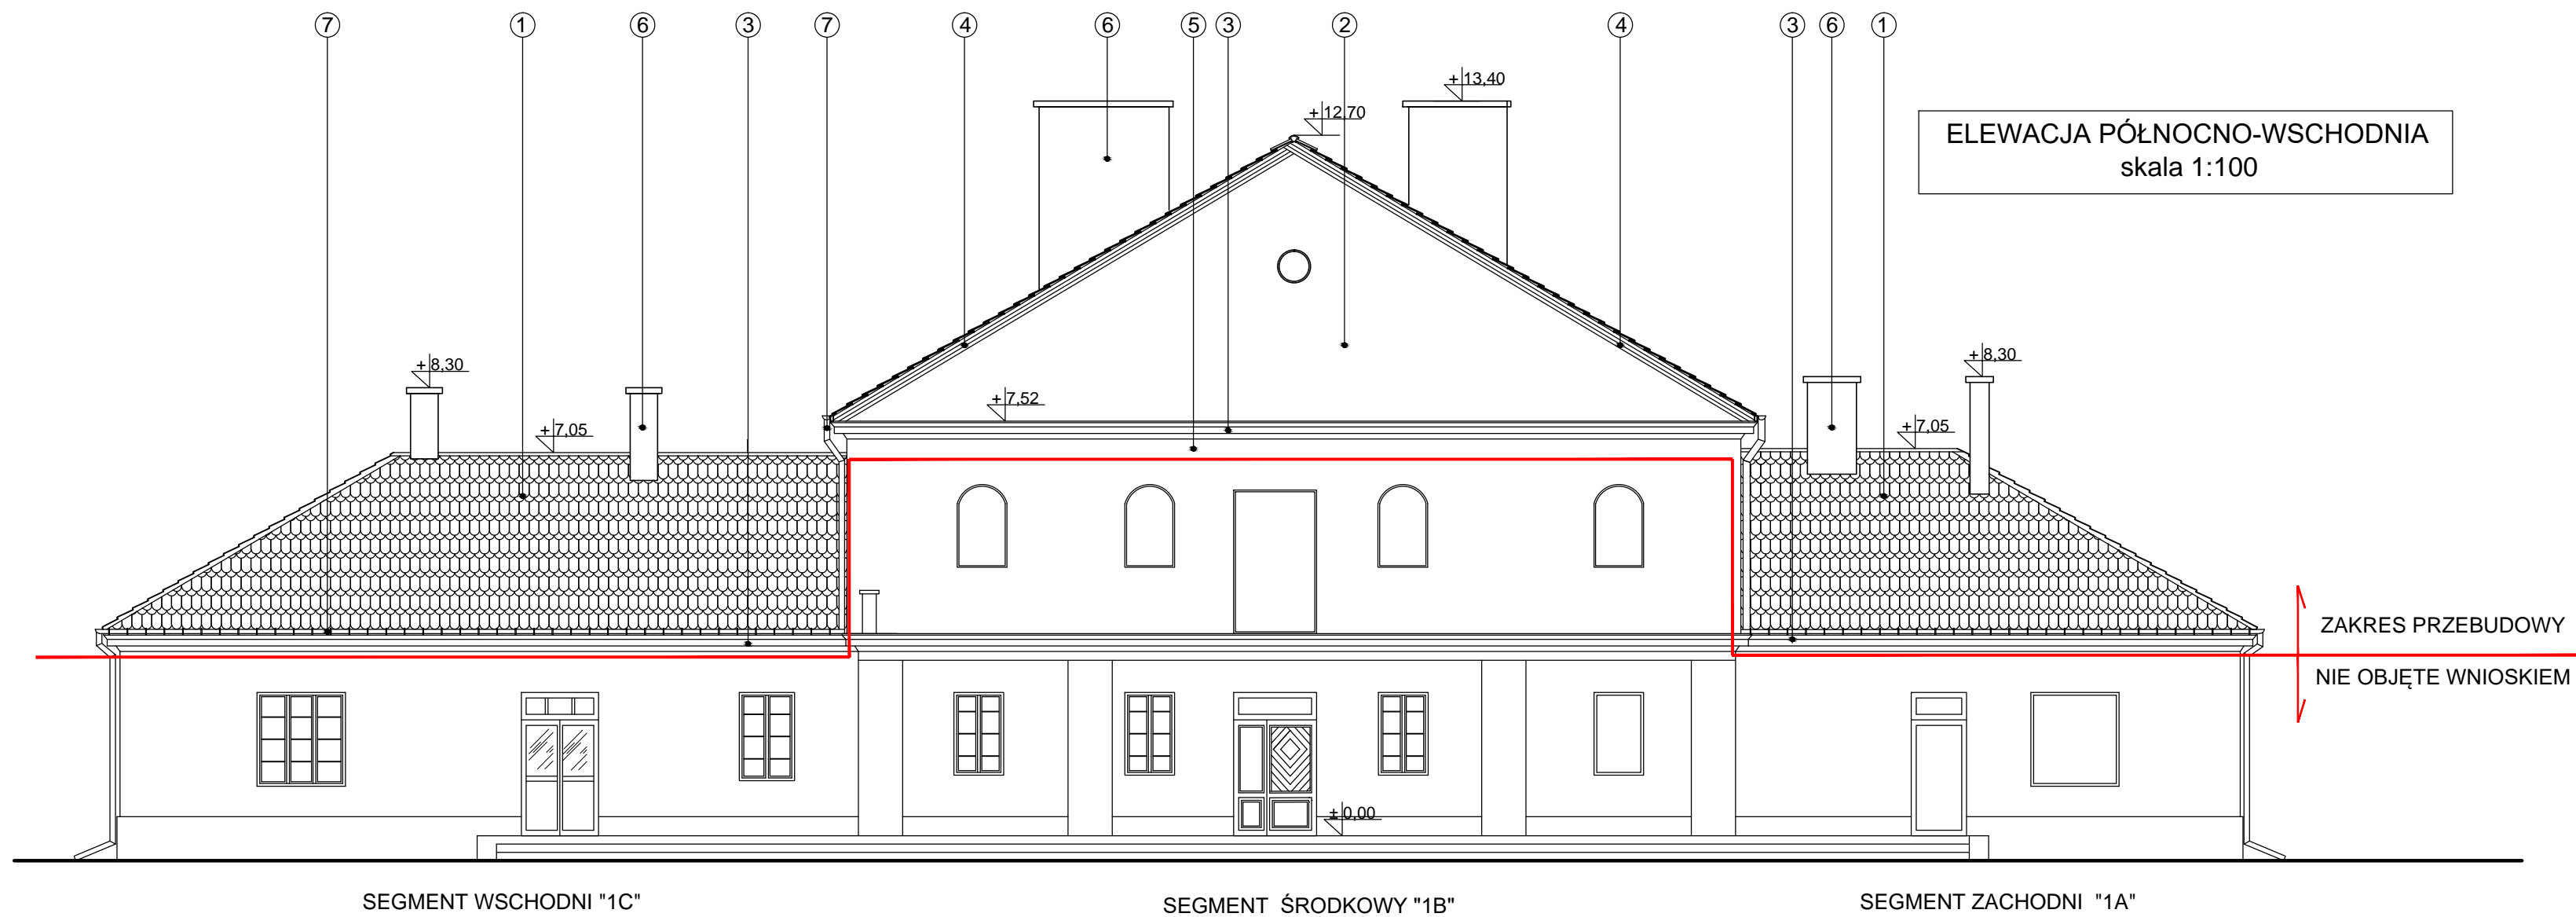 7 1 6 3 7 4 6 5 3 2 4 3 6 1
+13,40
+12,70
ELEWACJA PÓŁNOCNO-WSCHODNIA
skala 1:100
+8,30
+8,30
+7,52
+7,05
+7,05
ZAKRES PRZEBUDOWY
NIE OBJĘTE WNIOSKIEM
±0,00
SEGMENT WSCHODNI "1C"
SEGMENT ŚRODKOWY "1B"
SEGMENT ZACHODNI "1A"